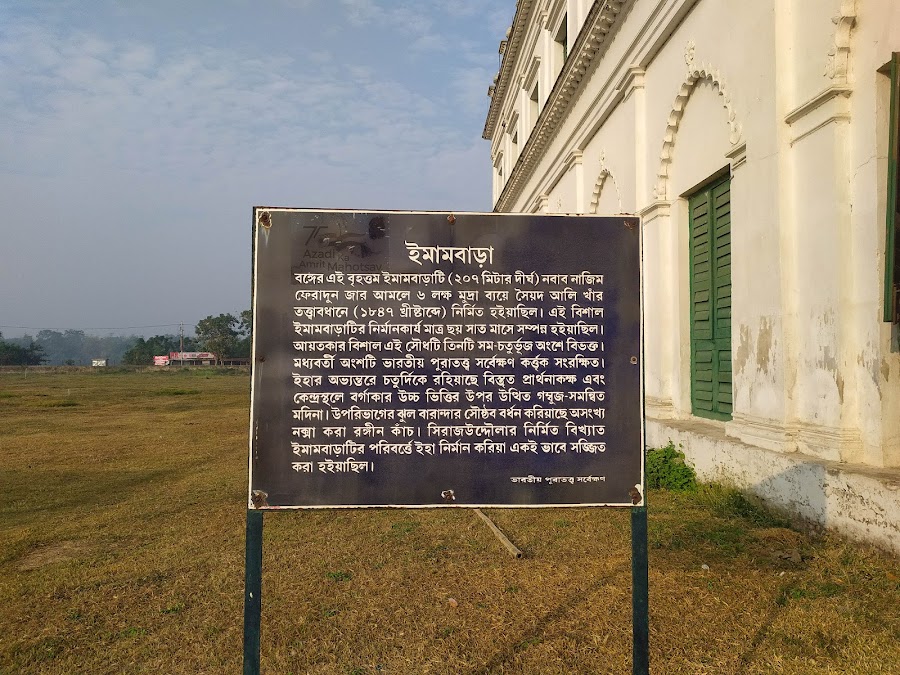 75
Azadi
Ka
Amrit Mahotsav
ইমামবাড়া
বঙ্গের এই বৃহত্তম ইমামবাড়াটি (২০৭ মিটার দীর্ঘ) নবাব নাজিম
ফেরাদূন জার আমলে ৬ লক্ষ মুদ্রা ব্যয়ে সৈয়দ আলি খাঁর
তত্ত্বাবধানে (১৮৪৭ খ্রীষ্টাব্দে) নির্মিত হইয়াছিল। এই বিশাল
ইমামবাড়াটির নির্মানকার্য মাত্র ছয় সাত মাসে সম্পন্ন হইয়াছিল।
আয়তকার বিশাল এই সৌধটি তিনটি সম-চতুর্ভূজ অংশে বিভক্ত।
মধ্যবর্তী অংশটি ভারতীয় পুরাতত্ত্ব সর্বেক্ষণ কর্ত্তৃক সংরক্ষিত।
ইহার অভ্যন্তরে চতুর্দিকে রহিয়াছে বিস্তৃত প্রার্থনাকক্ষ এবং
কেন্দ্রস্থলে বর্গাকার উচ্চ ভিত্তির উপর উত্থিত গম্বুজ-সমন্বিত
মদিনা। উপরিভাগের ঝুল বারান্দার সৌষ্ঠব বর্ধন করিয়াছে অসংখ্য
নক্সা করা রঙ্গীন কাঁচ। সিরাজউদ্দৌলার নির্মিত বিখ্যাত
ইমামবাড়াটির পরিবর্ত্তে ইহা নির্মান করিয়া একই ভাবে সজ্জিত
করা হইয়াছিল।
ভারতীয় পুরাতত্ত্ব সর্বেক্ষণ